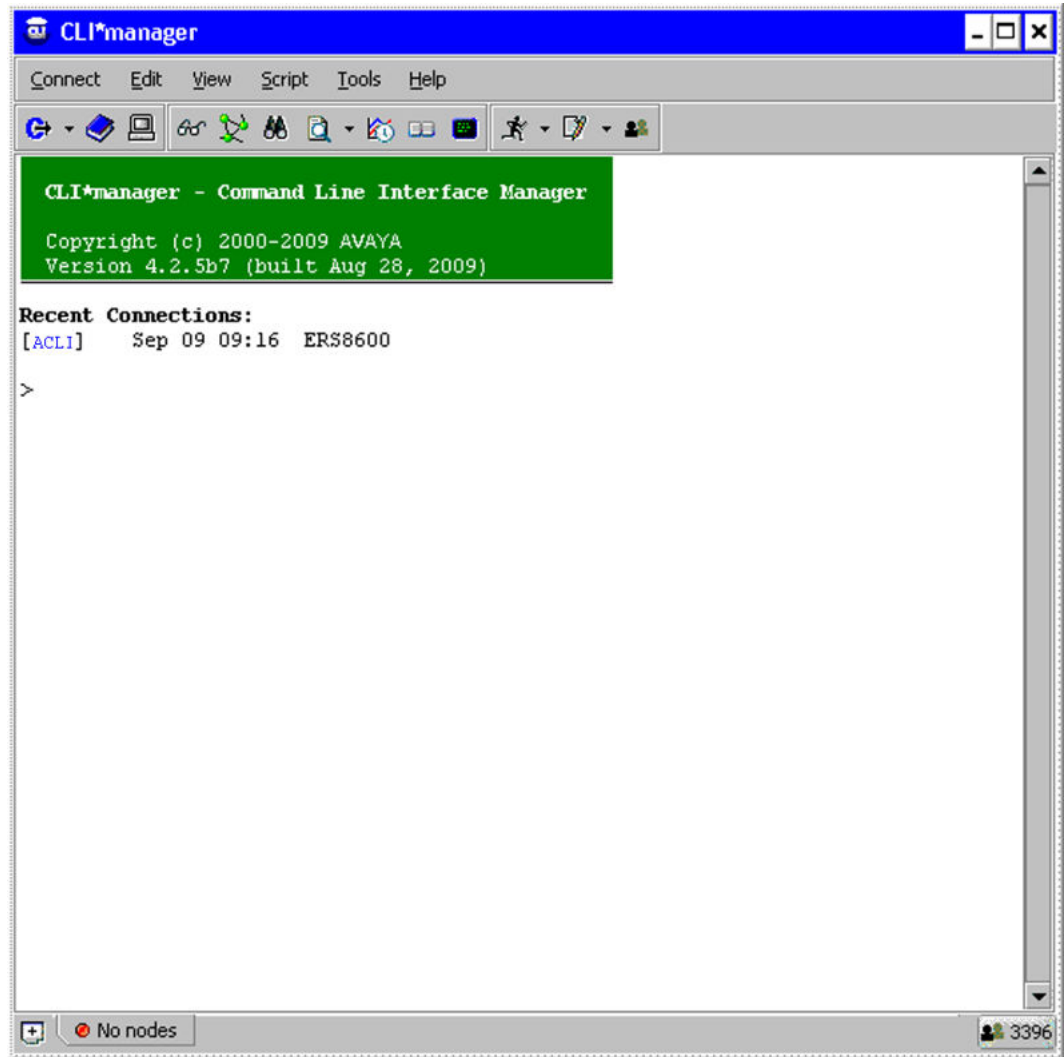 CLI*manager
Connect Edit View Script Tools Help
CLI*manager - Command Line Interface Manager
Copyright (c) 2000-2009 AVAYA
Version 4.2.5b7 (built Aug 28, 2009)
Recent Connections:
[ACLI] Sep 09 09:16 ERS8600
>
No nodes
3396